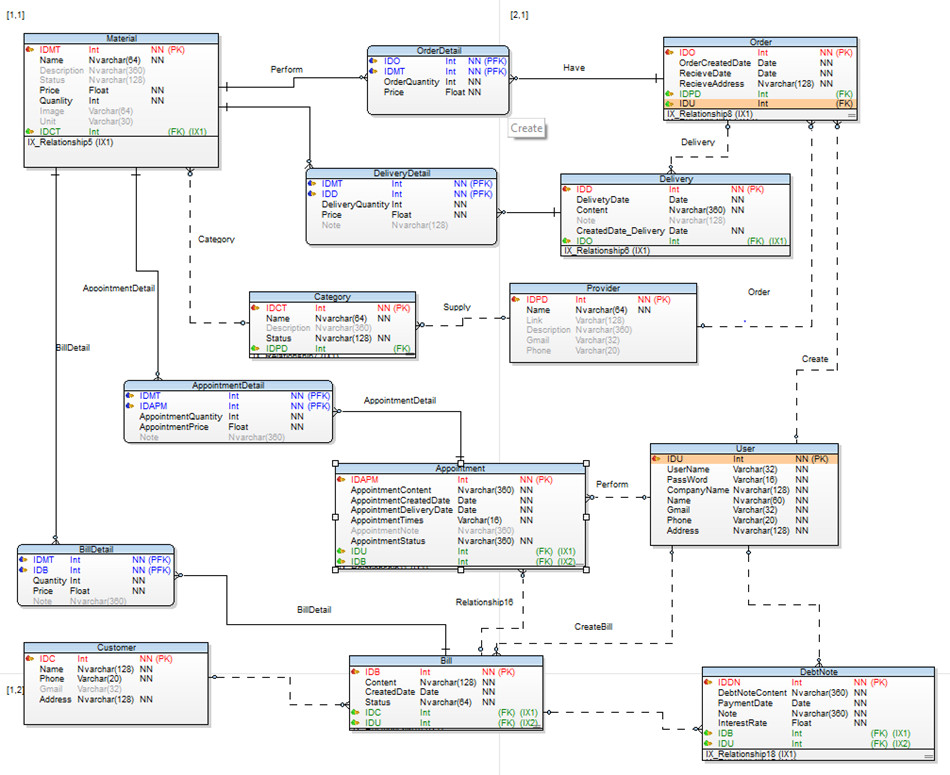 [1,1]
[2,1]
Material
IDMT Int NN (PK)
Name Nvarchar(64) NN
Description Nvarchar(360)
Status Nvarchar(128)
Price Float NN
Qunlity Int NN
Image Varchar(64)
Unit Varchar(30)
IDCT Int (FK) (IX1)
IX_Relationship5 (IX1)
Perform
OrderDetail
IDO Int NN (PFK)
IDMT Int NN (PFK)
OrderQuantity Int NN
Price Float NN
Have
Create
Order
IDO Int NN (PK)
OrderCreatedDate Date NN
RecieveDate Date NN
RecieveAddress Nvarchar(128) NN
IDPD Int (FK)
IDU Int (FK)
IX_Relationship8 (IX1)
Delivery
DeliveryDetail
IDMT Int NN (PFK)
IDD Int NN (PFK)
DeliveryQuantity Int NN
Price Float NN
Note Nvarchar(128)
Delivery
IDD Int NN (PK)
DelivetyDate Date NN
Content Nvarchar(360) NN
Note Nvarchar(128)
CreatedDate_Delivery Date NN
IDO Int (FK) (IX1)
IX_Relationship6 (IX1)
Category
AppointmentDetail
BillDetail
Category
IDCT Int NN (PK)
Name Nvarchar(64) NN
Description Nvarchar(360)
Status Nvarchar(128) NN
IDPD Int (FK)
Supply
Provider
IDPD Int NN (PK)
Name Nvarchar(64) NN
Link Varchar(128)
Description Nvarchar(360)
Gmail Varchar(32)
Phone Varchar(20)
Order
Create
AppointmentDetail
IDMT Int NN (PFK)
IDAPM Int NN (PFK)
AppointmentQuantity Int NN
AppointmentPrice Float NN
Note Nvarchar(360)
AppointmentDetail
Appointment
IDAPM Int NN (PK)
AppointmentContent Nvarchar(360) NN
AppointmentCreatedDate Date NN
AppointmentDeliveryDate Date NN
AppointmentTimes Varchar(16) NN
AppointmentNote Nvarchar(360)
AppointmentStatus Nvarchar(360) NN
IDU Int (FK) (IX1)
IDB Int (FK) (IX2)
Perform
User
IDU Int NN (PK)
UserName Varchar(32) NN
PassWord Varchar(16) NN
CompanyName Nvarchar(128) NN
Name Nvarchar(60) NN
Gmail Varchar(32) NN
Phone Varchar(20) NN
Address Nvarchar(128) NN
BillDetail
IDMT Int NN (PFK)
IDB Int NN (PFK)
Quantity Int NN
Price Float NN
Note Nvarchar(360)
BillDetail
Relationship16
CreateBill
Customer
IDC Int NN (PK)
Name Nvarchar(128) NN
Phone Varchar(20) NN
Gmail Varchar(32)
Address Nvarchar(128) NN
[1,2]
Bill
IDB Int NN (PK)
Content Nvarchar(128) NN
CreatedDate Date NN
Status Nvarchar(64) NN
IDC Int (FK) (IX1)
IDU Int (FK) (IX2)
DebtNote
IDDN Int NN (PK)
DebtNoteContent Nvarchar(360) NN
PaymentDate Date NN
Note Nvarchar(360) NN
InterestRate Float NN
IDB Int (FK) (IX1)
IDU Int (FK) (IX2)
IX_Relationship18 (IX1)